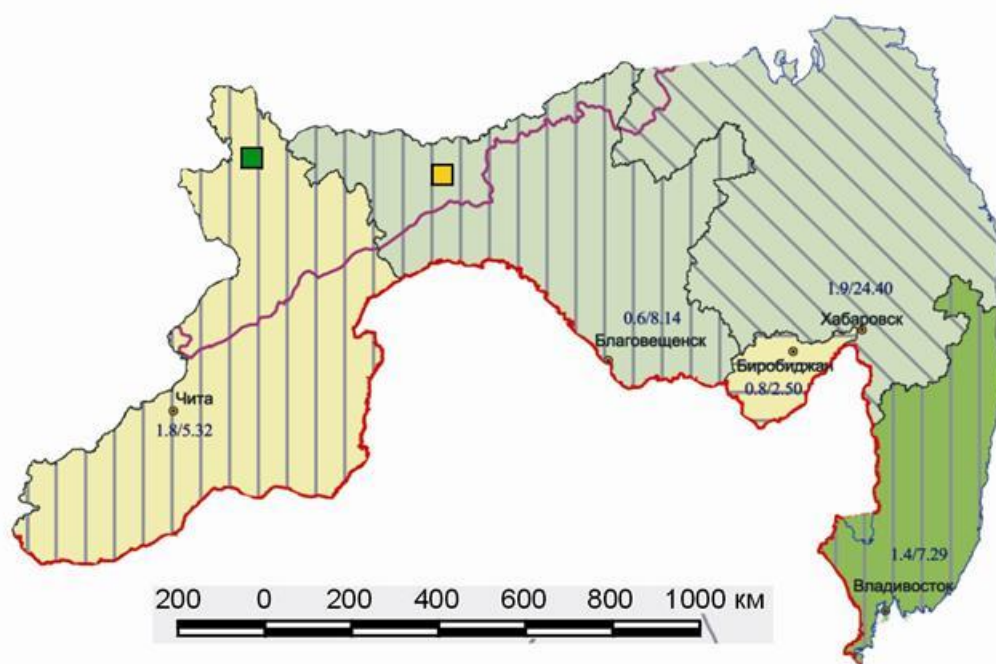 1.9/24.40
Хабаровск
0.6/8.14
Благовещенск
Биробиджан
0.8/2.50
Чита
1.8/5.32
1.4/7.29
Владивосток
200 0 200 400 600 800 1000 км